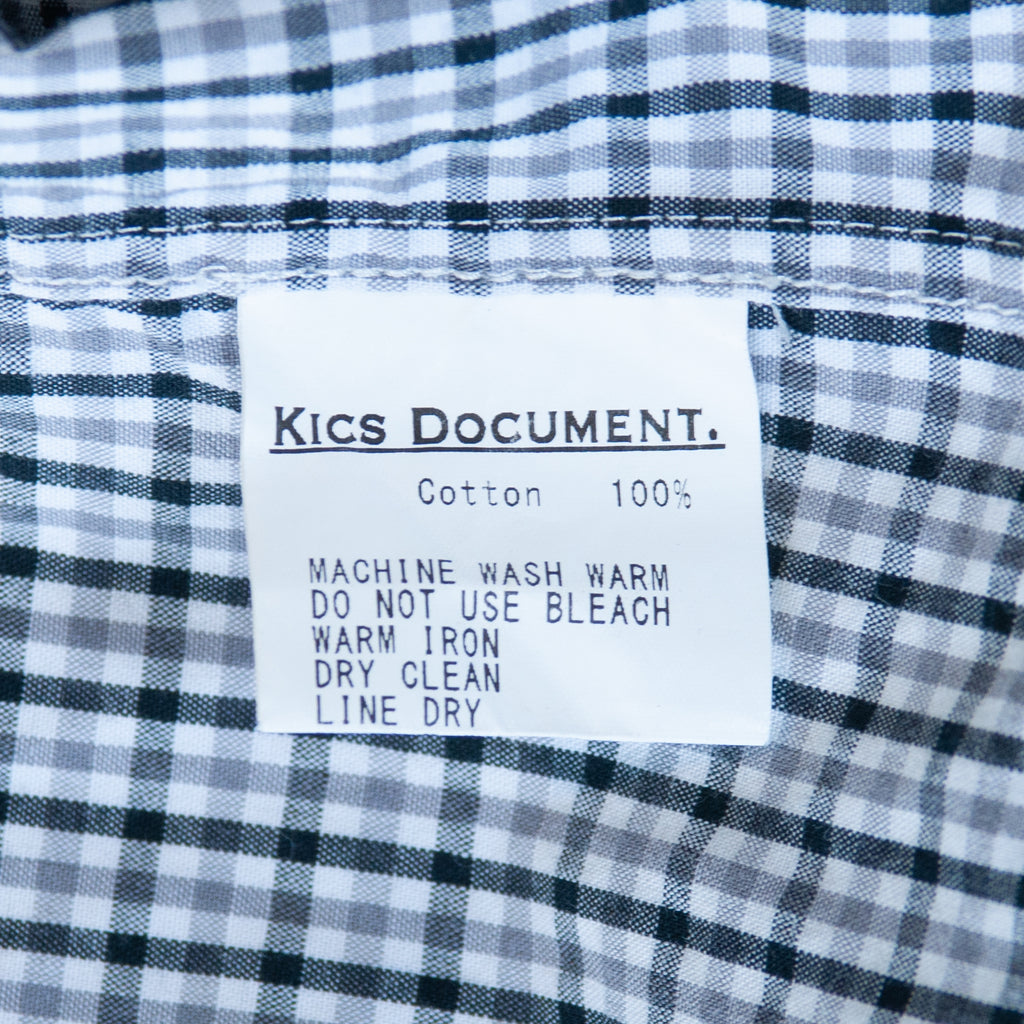 KICS DOCUMENT.
Cotton 100%
MACHINE WASH WARM
DO NOT USE BLEACH
WARM IRON
DRY CLEAN
LINE DRY